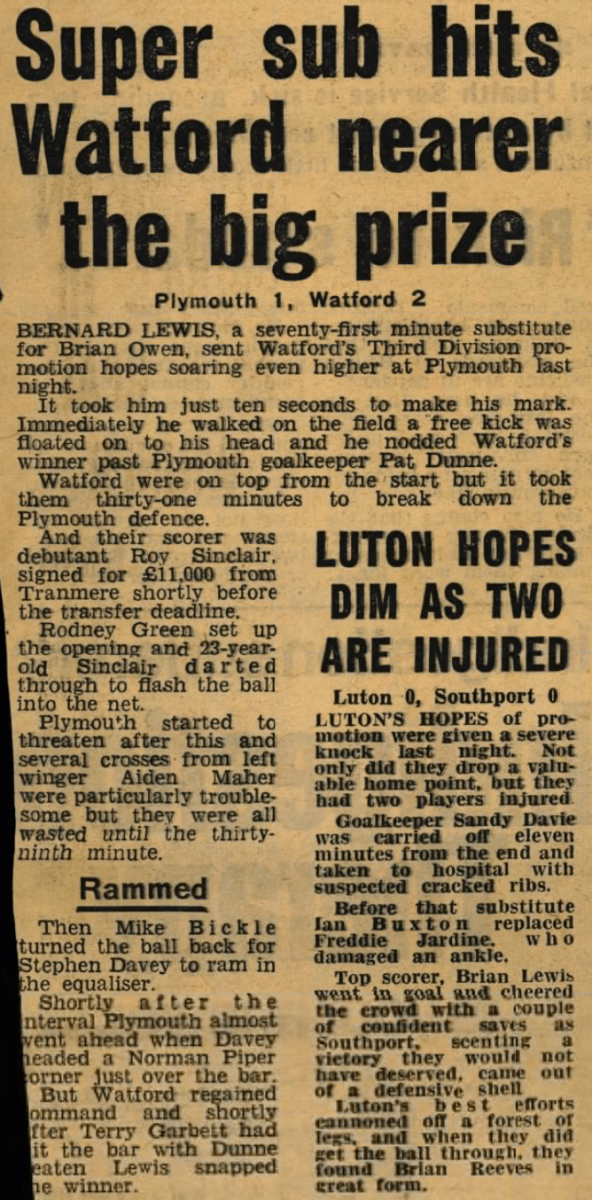 Super sub hits
Watford nearer
the big prize
Plymouth 1, Watford 2
BERNARD LEWIS, a seventy-first minute substitute
for Brian Owen, sent Watford's Third Division pro-
motion hopes soaring even higher at Plymouth last
night.
It took him just ten seconds to make his mark.
Immediately he walked on the field a free kick was
floated on to his head and he nodded Watford's
winner past Plymouth goalkeeper Pat Dunne.
Watford were on top from the start but it took
them thirty-one minutes to break down the
Plymouth defence.
And their scorer was
debutant Roy Sinclair,
signed for £11,000 from
Tranmere shortly before
the transfer deadline.
Rodney Green set up
the opening and 23-year-
old Sinclair darted
through to flash the ball
into the net.
Plymouth started to
threaten after this and
several crosses from left
winger Aiden Maher
were particularly trouble-
some but they were all
wasted until the thirty-
ninth minute.
Rammed
Then Mike Bickle
turned the ball back for
Stephen Davey to ram in
the equaliser.
Shortly after the
nterval Plymouth almost
vent ahead when Davey
headed a Norman Piper
orner just over the bar.
But Watford regained
ommand and shortly
fter Terry Garbett had
it the bar with Dunne
eaten Lewis snapped
he winner.
LUTON HOPES
DIM AS TWO
ARE INJURED
Luton 0, Southport 0
LUTON'S HOPES of pro-
motion were given a severe
knock last night. Not
only did they drop a valu-
able home point, but they
had two players injured
Goalkeeper Sandy Davie
was carried off eleven
minutes from the end and
taken to hospital with
suspected cracked ribs.
Before that substitute
Ian Buxton replaced
Freddie Jardine, who
damaged an ankle.
Top scorer, Brian Lewis
went in goal and cheered
the crowd with a couple
of confident saves as
Southport, scenting a
victory they would not
have deserved, came out
of a defensive shell
Luton's best efforts
cannoned off a forest of
legs, and when they did
get the ball through, they
found Brian Reeves in
great form.